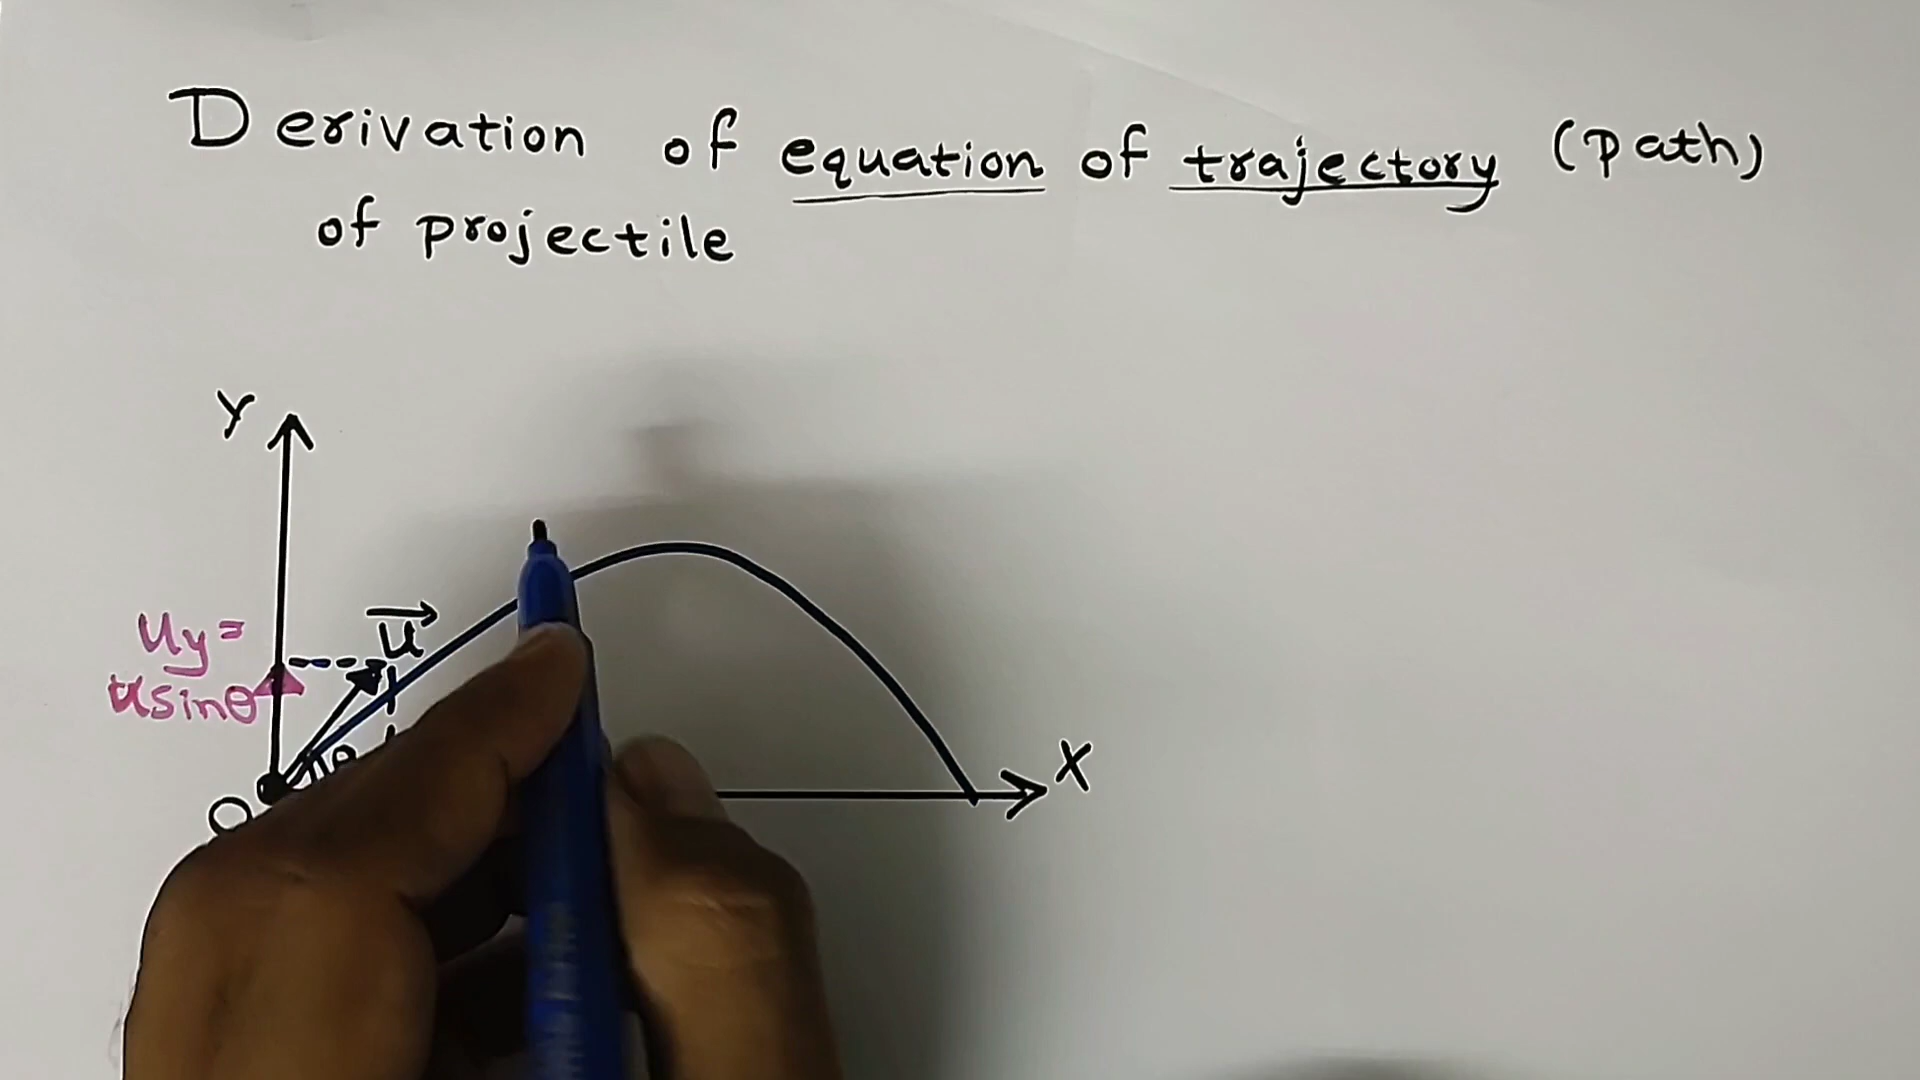 Derivation of equation of trajectory (path)
of projectile
Y
u
uy =
usinθ
θ
X
O